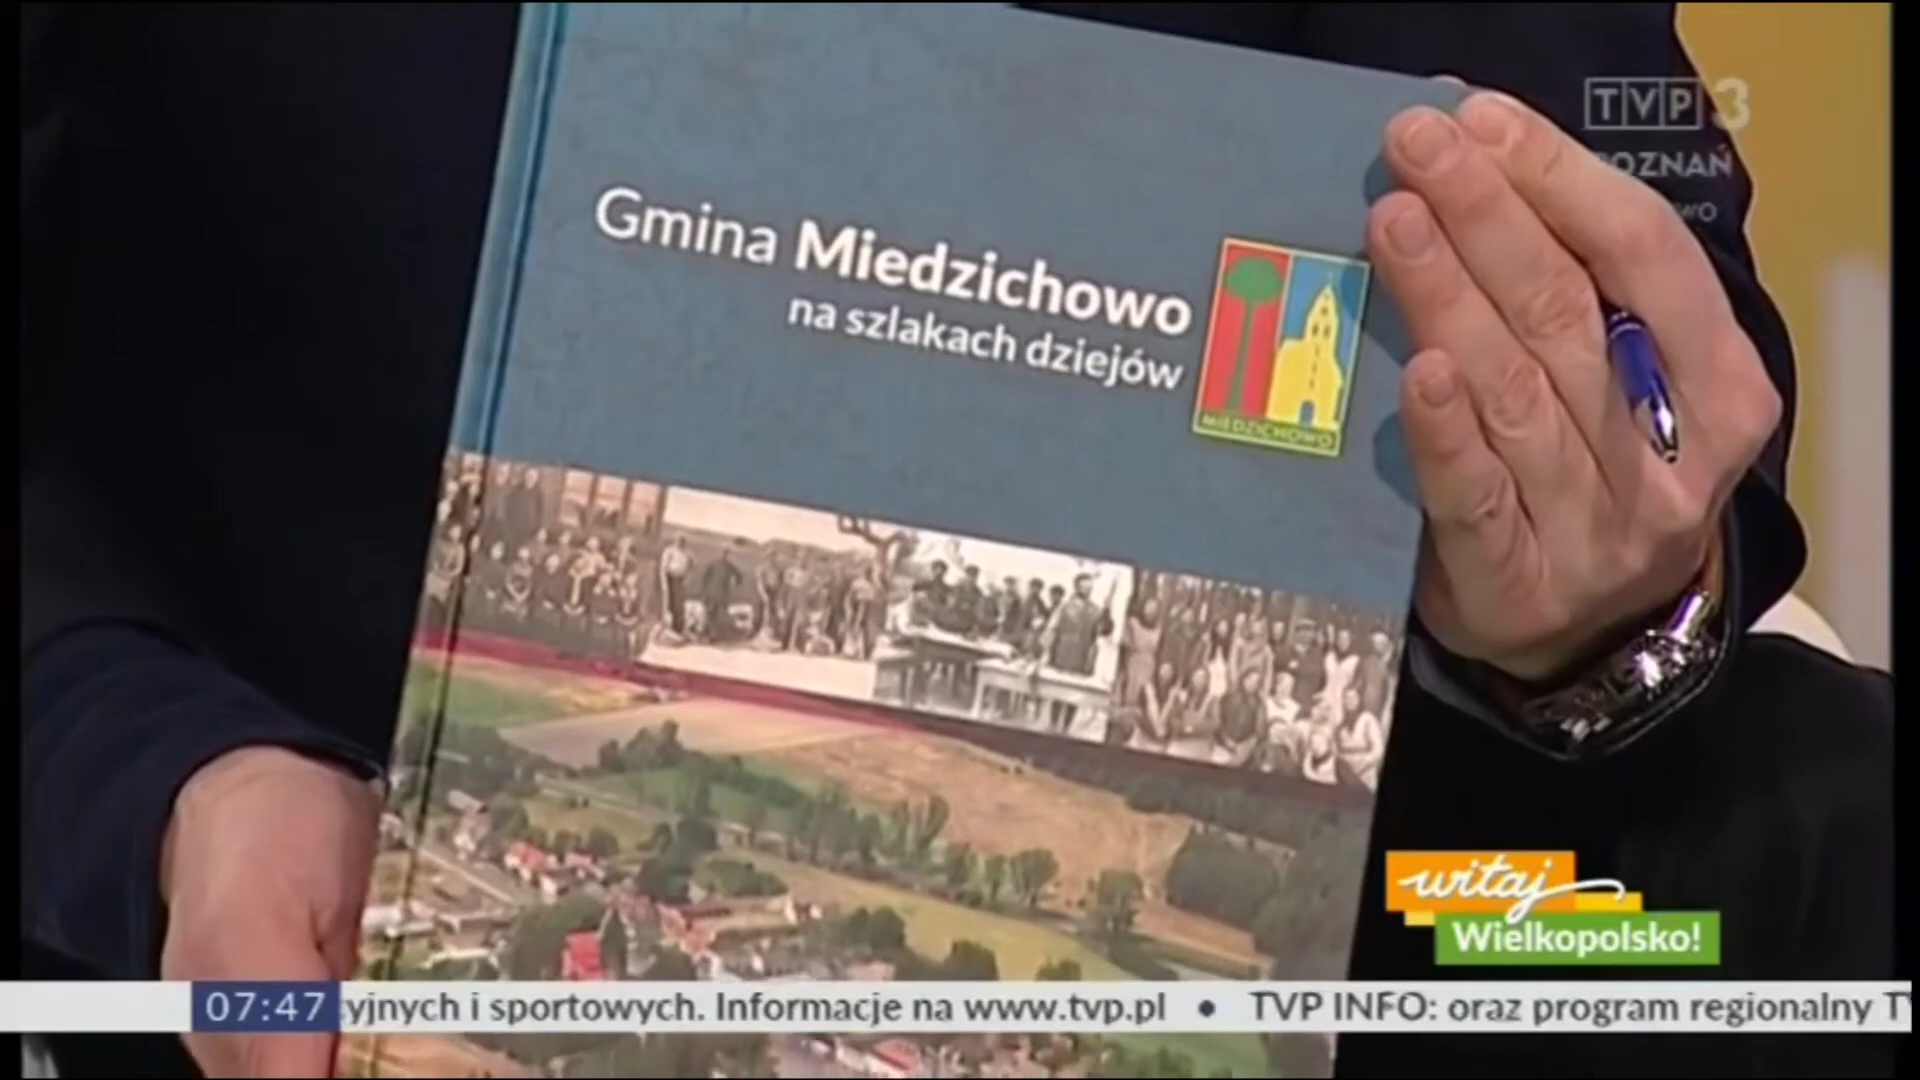 TVP3
POZNAŃ
Gmina Miedzichowo
na szlakach dziejów
MIEDZICHOWO
witaj
Wielkopolsko!
07:47
yjnych i sportowych. Informacje na www.tvp.pl • TVP INFO: oraz program regionalny T